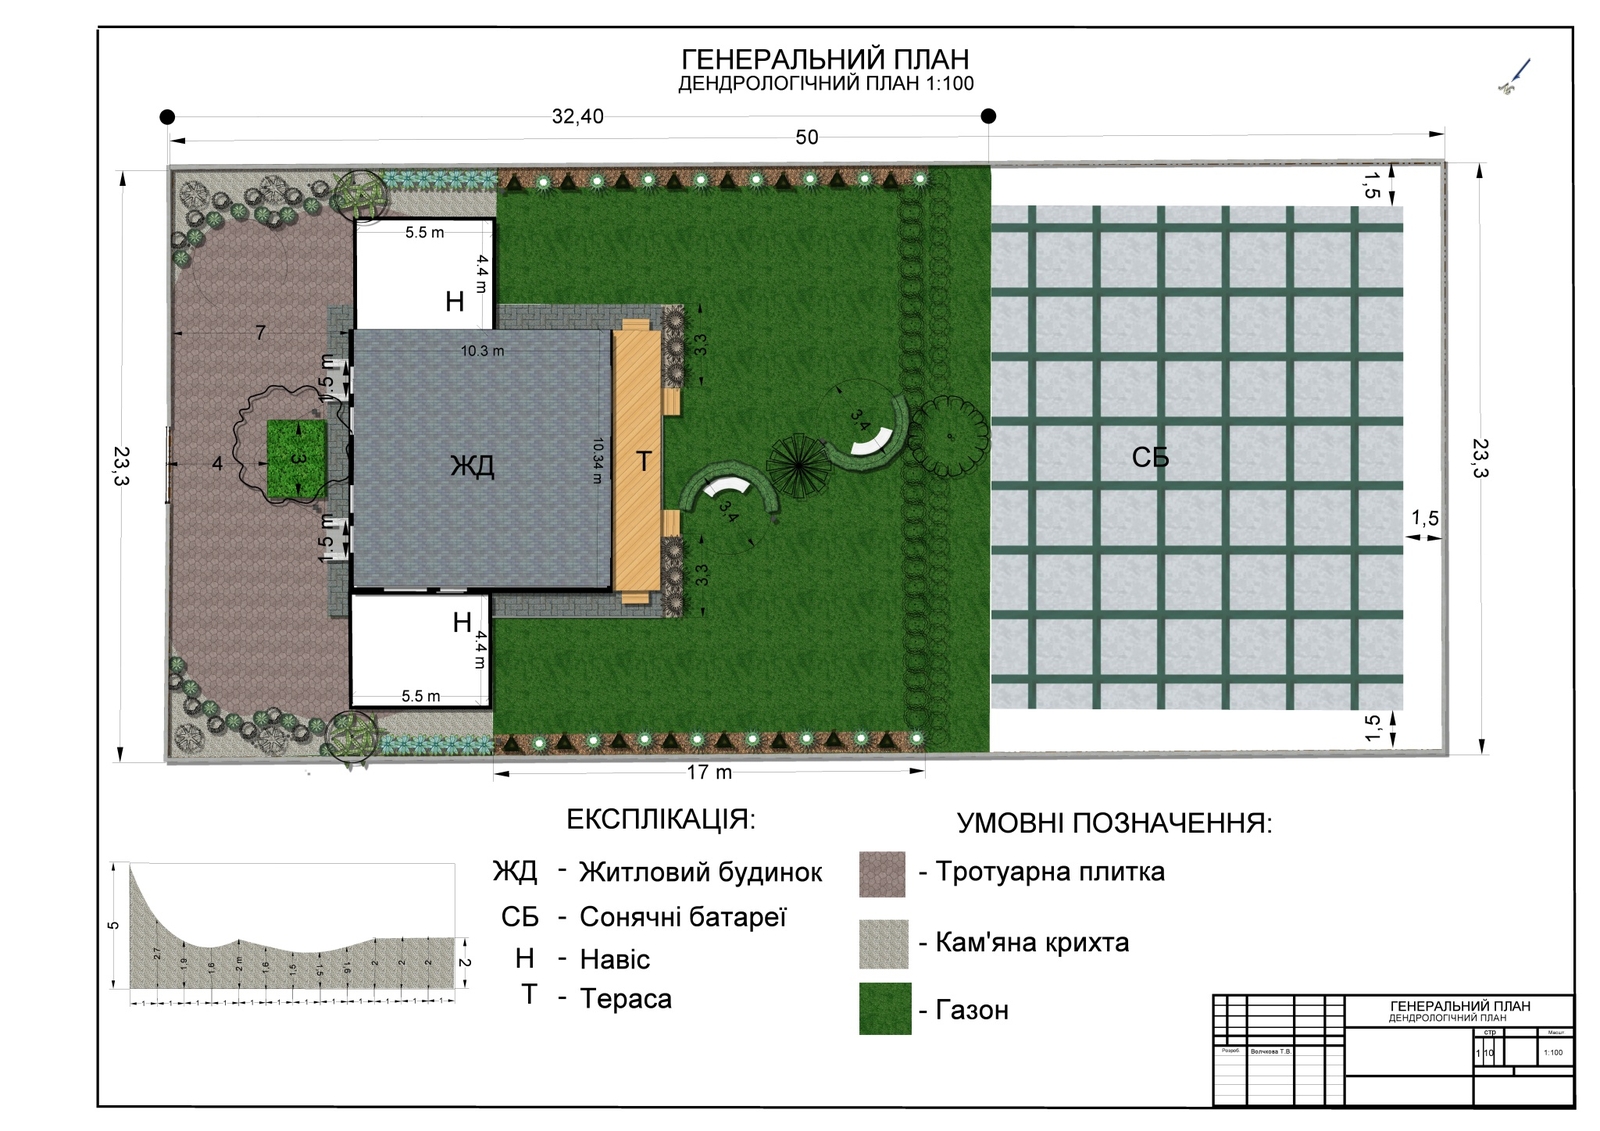 ГЕНЕРАЛЬНИЙ ПЛАН
ДЕНДРОЛОГІЧНИЙ ПЛАН 1:100
32,40
50
1,5
5.5 m
4.4 m
Н
7
10.3 m
3,3
1.5 m
3,4
23,3
4
3
ЖД
10.34 m
Т
СБ
23,3
3,4
1,5
1.5 m
3,3
Н
4.4 m
5.5 m
1,5
17 m
ЕКСПЛІКАЦІЯ:
ЖД - Житловий будинок
СБ - Сонячні батареї
Н - Навіс
Т - Тераса
УМОВНІ ПОЗНАЧЕННЯ:
- Тротуарна плитка
- Кам'яна крихта
- Газон
5
2,7
1,9
1,6
2 m
1,6
1,5
1,5
1,6
2
2
2
2
1 1 1 1 1 1 1 1 1 1 1 1
ГЕНЕРАЛЬНИЙ ПЛАН
ДЕНДРОЛОГІЧНИЙ ПЛАН
стр
Масшт
1 10
1:100
Розроб.
Волчкова Т.В.